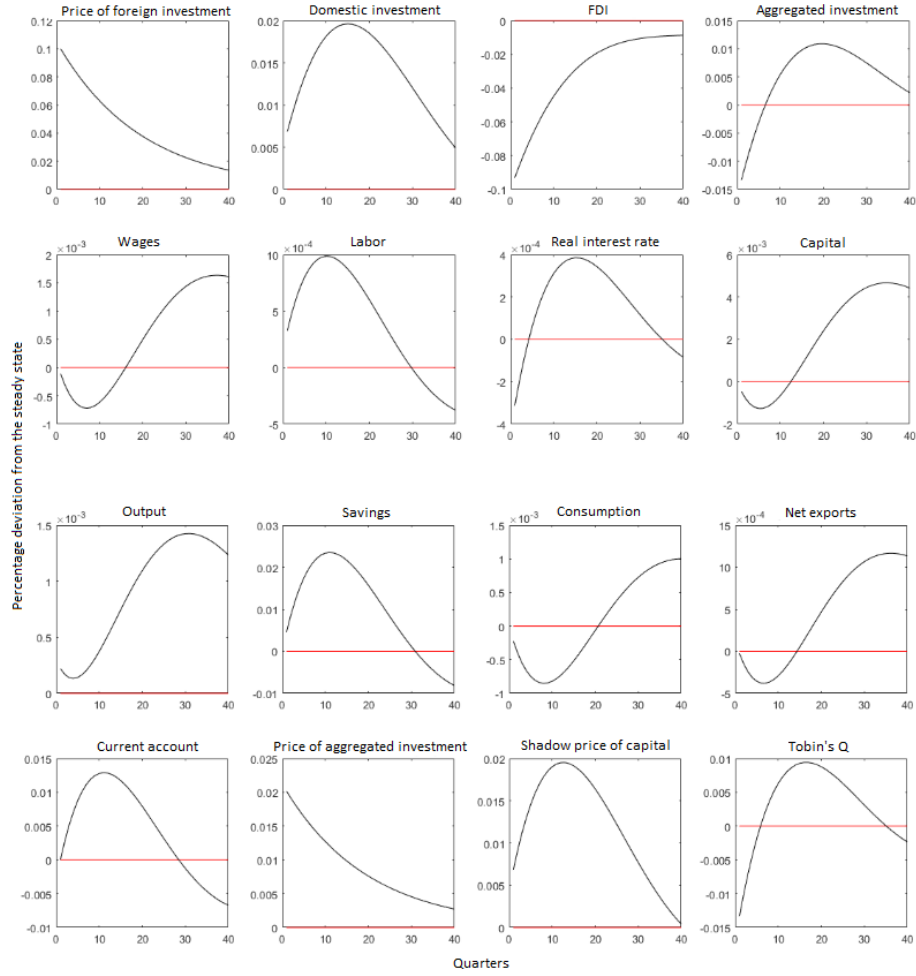 Price of foreign investment Domestic investment FDI Aggregated investment
0.12 0.1 0.08 0.06 0.04 0.02 0
0 10 20 30 40
0.02 0.015 0.01 0.005 0
0 10 20 30 40
0 -0.02 -0.04 -0.06 -0.08 -0.1
0 10 20 30 40
0.015 0.01 0.005 0 -0.005 -0.01 -0.015
0 10 20 30 40
Wages Labor Real interest rate Capital
×10⁻³
2 1.5 1 0.5 0 -0.5 -1
0 10 20 30 40
×10⁻⁴
10 5 0 -5
0 10 20 30 40
×10⁻⁴
4 2 0 -2 -4
0 10 20 30 40
×10⁻³
6 4 2 0 -2
0 10 20 30 40
Percentage deviation from the steady state
Output Savings Consumption Net exports
×10⁻³
1.5 1 0.5 0
0 10 20 30 40
0.03 0.02 0.01 0 -0.01
0 10 20 30 40
×10⁻³
1.5 1 0.5 0 -0.5 -1
0 10 20 30 40
×10⁻⁴
15 10 5 0 -5
0 10 20 30 40
Current account Price of aggregated investment Shadow price of capital Tobin's Q
0.015 0.01 0.005 0 -0.005 -0.01
0 10 20 30 40
0.025 0.02 0.015 0.01 0.005 0
0 10 20 30 40
0.02 0.015 0.01 0.005 0
0 10 20 30 40
0.01 0.005 0 -0.005 -0.01 -0.015
0 10 20 30 40
Quarters